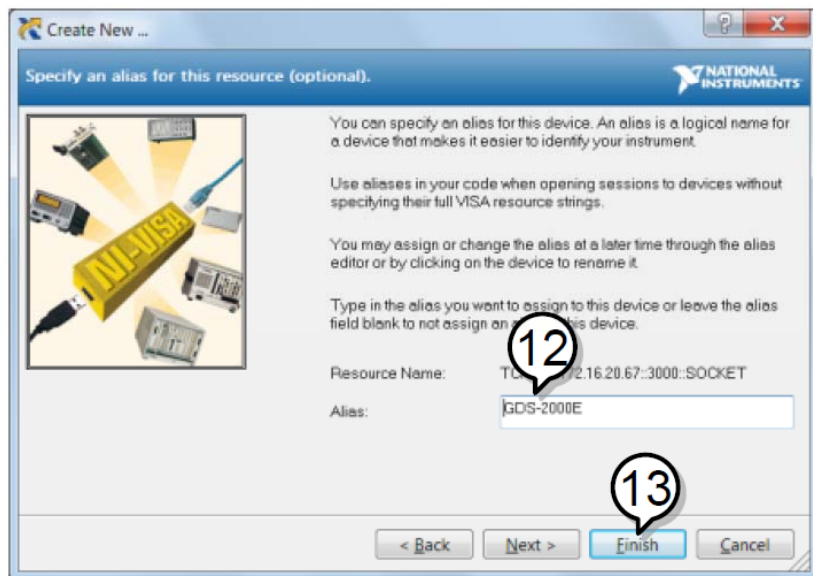 Create New ...
Specify an alias for this resource (optional).
NATIONAL
INSTRUMENTS
You can specify an alias for this device. An alias is a logical name for
a device that makes it easier to identify your instrument.
Use aliases in your code when opening sessions to devices without
specifying their full VISA resource strings.
You may assign or change the alias at a later time through the alias
editor or by clicking on the device to rename it.
Type in the alias you want to assign to this device or leave the alias
field blank to not assign an this device.
NI-VISA
12
Resource Name: 72.16.20.67::3000::SOCKET
Alias: GDS-2000E
13
< Back Next > Finish Cancel